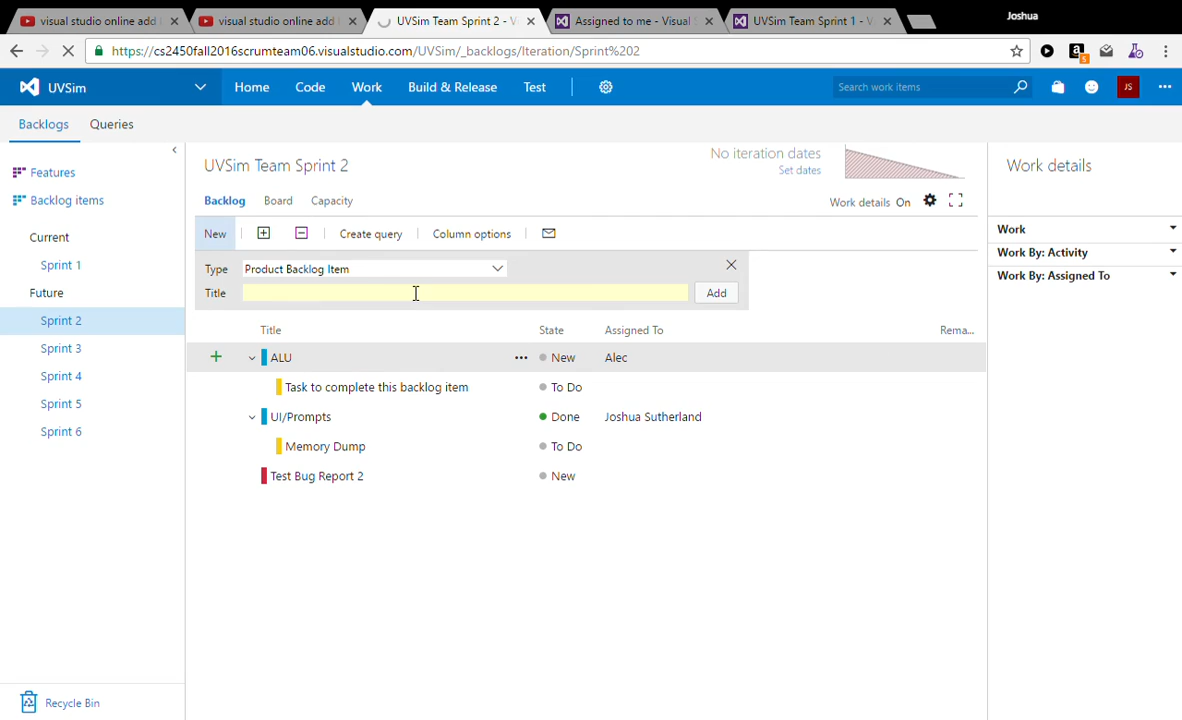 Joshua
visual studio online add
visual studio online add
UVSim Team Sprint 2 - V
Assigned to me - Visual
UVSim Team Sprint 1 - V
https://cs2450fall2016scrumteam06.visualstudio.com/UVSim/_backlogs/Iteration/Sprint%202
UVSim
Home
Code
Work
Build & Release
Test
Search work items
JS
Backlogs
Queries
Features
Backlog items
Current
Sprint 1
Future
Sprint 2
Sprint 3
Sprint 4
Sprint 5
Sprint 6
Recycle Bin
UVSim Team Sprint 2
No iteration dates
Set dates
Backlog
Board
Capacity
Work details On
New
Create query
Column options
Type
Product Backlog Item
Title
Add
Title
State
Assigned To
Rema...
ALU
New
Alec
Task to complete this backlog item
To Do
UI/Prompts
Done
Joshua Sutherland
Memory Dump
To Do
Test Bug Report 2
New
Work details
Work
Work By: Activity
Work By: Assigned To